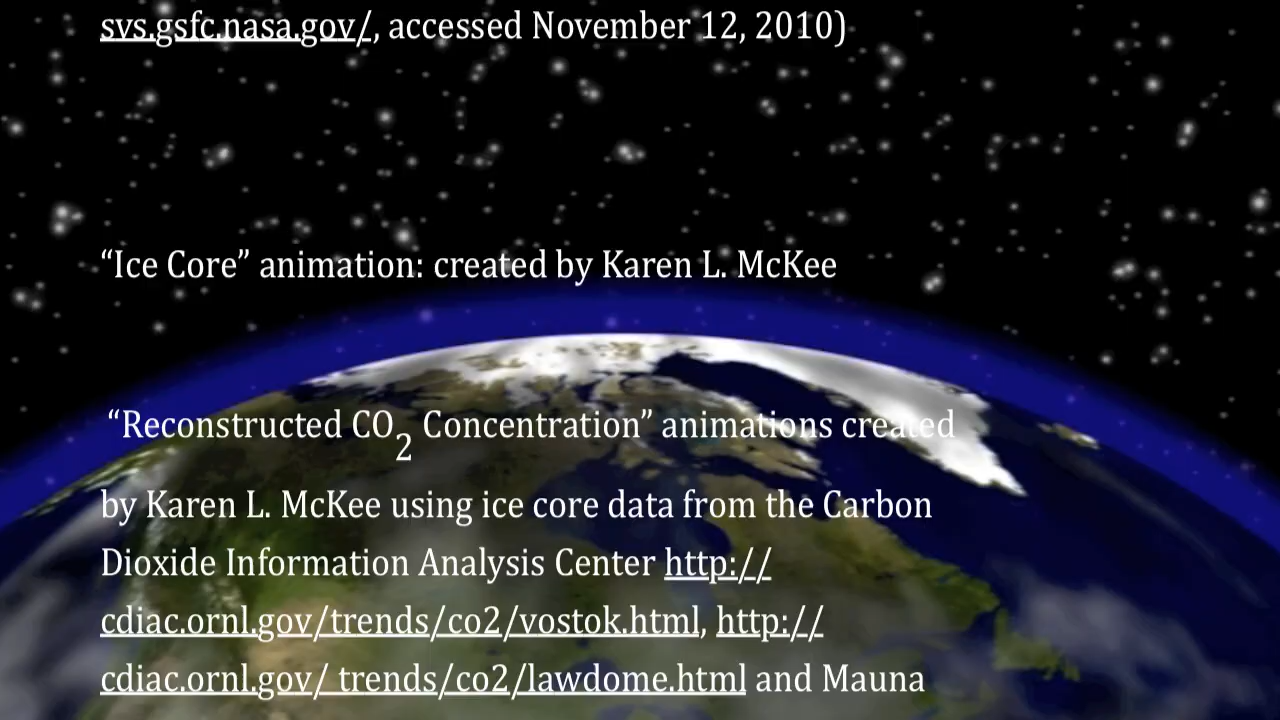 svs.gsfc.nasa.gov/, accessed November 12, 2010)
“Ice Core” animation: created by Karen L. McKee
“Reconstructed CO2 Concentration” animations created
by Karen L. McKee using ice core data from the Carbon
Dioxide Information Analysis Center http://
cdiac.ornl.gov/trends/co2/vostok.html, http://
cdiac.ornl.gov/ trends/co2/lawdome.html and Mauna